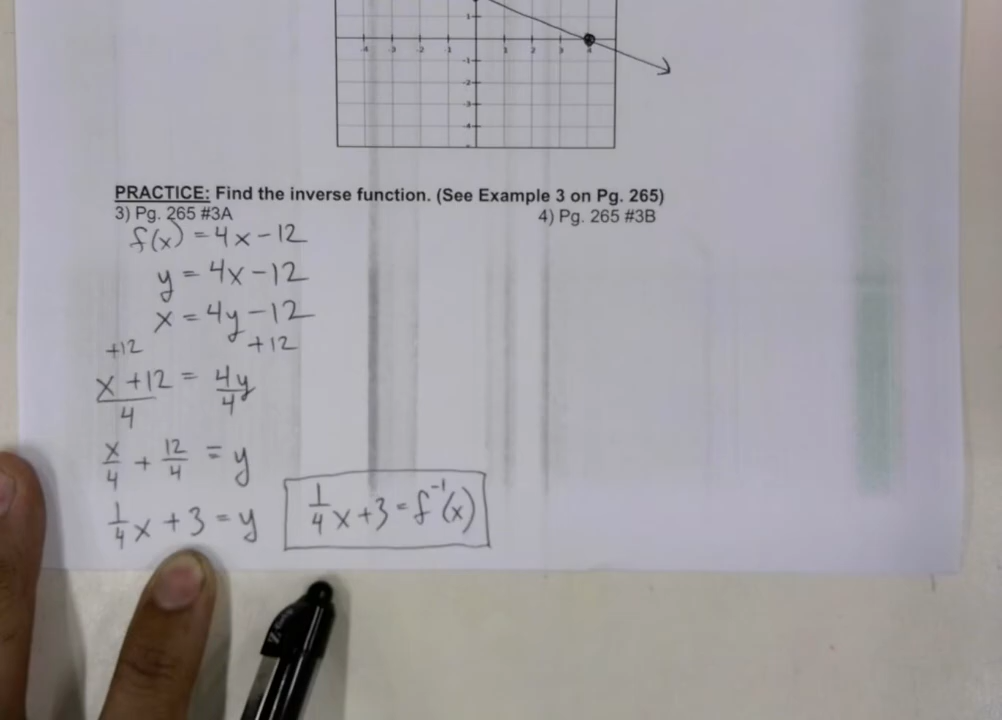 1
-4 -3 -2 -1 1 2 3 4
-1
-2
-3
-4
PRACTICE: Find the inverse function. (See Example 3 on Pg. 265)
3) Pg. 265 #3A 4) Pg. 265 #3B
f(x) = 4x - 12
y = 4x - 12
x = 4y - 12
+12 +12
x + 12 = 4y
4 4
x/4 + 12/4 = y
1/4 x + 3 = y 1/4 x + 3 = f⁻¹(x)